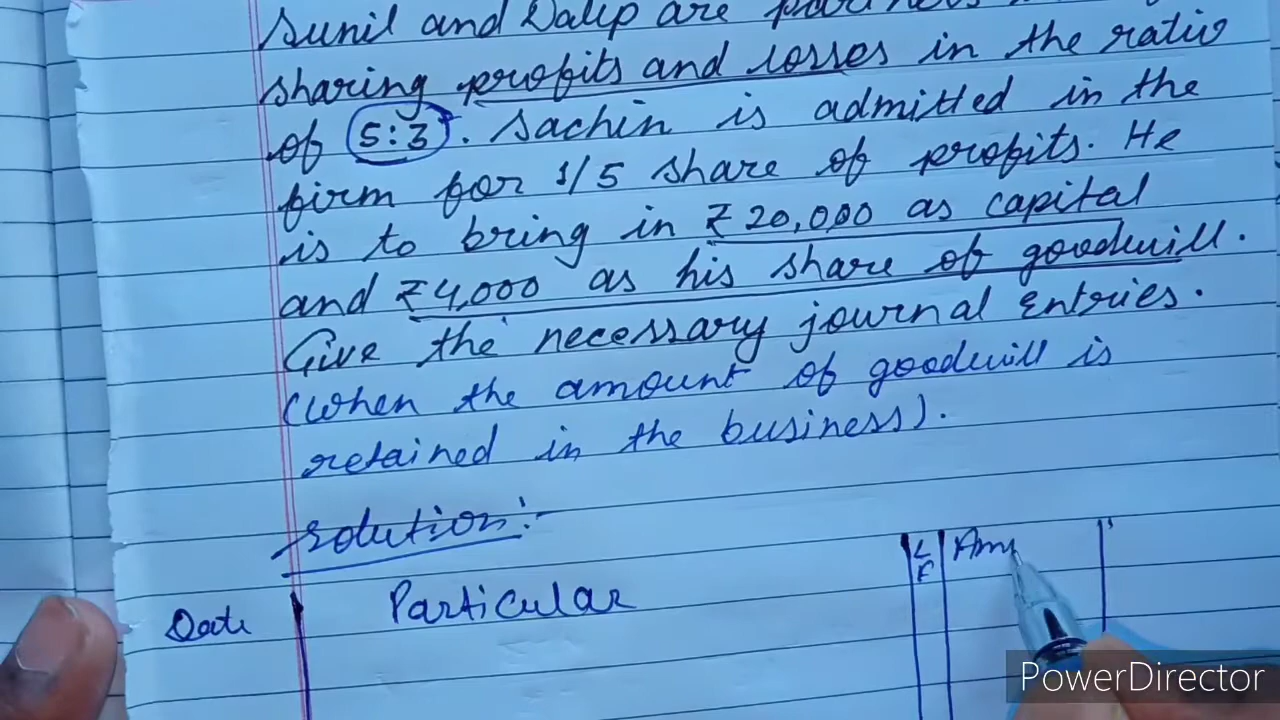 Sunil and Dalip are partners
sharing profits and losses in the ratio
of 5:3. Sachin is admitted in the
firm for 1/5 share of profits. He
is to bring in ₹20,000 as capital
and ₹4,000 as his share of goodwill.
Give the necessary journal Entries.
(When the amount of goodwill is
retained in the business).
Solution:-
Date Particular LF Am
PowerDirector